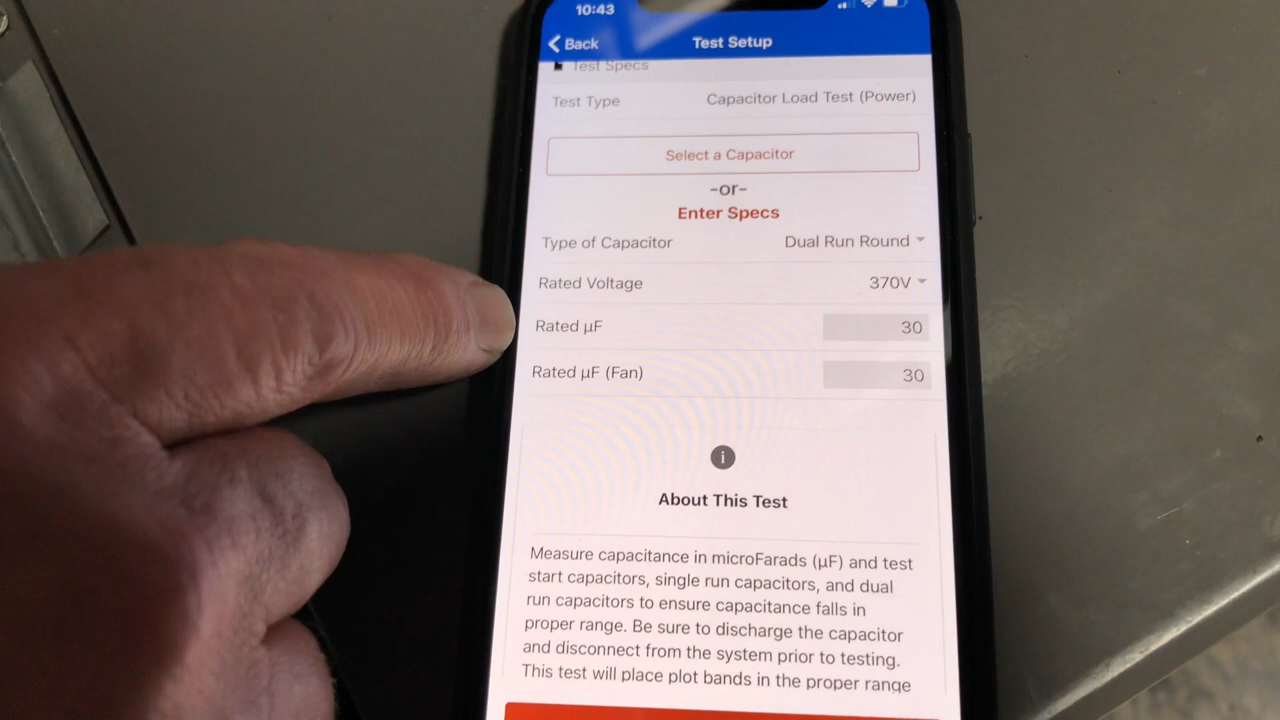 10:43
Back
Test Setup
Test Specs
Test Type
Capacitor Load Test (Power)
Select a Capacitor
-or-
Enter Specs
Type of Capacitor
Dual Run Round
Rated Voltage
370V
Rated µF
30
Rated µF (Fan)
30
i
About This Test
Measure capacitance in microFarads (µF) and test
start capacitors, single run capacitors, and dual
run capacitors to ensure capacitance falls in
proper range. Be sure to discharge the capacitor
and disconnect from the system prior to testing.
This test will place plot bands in the proper range